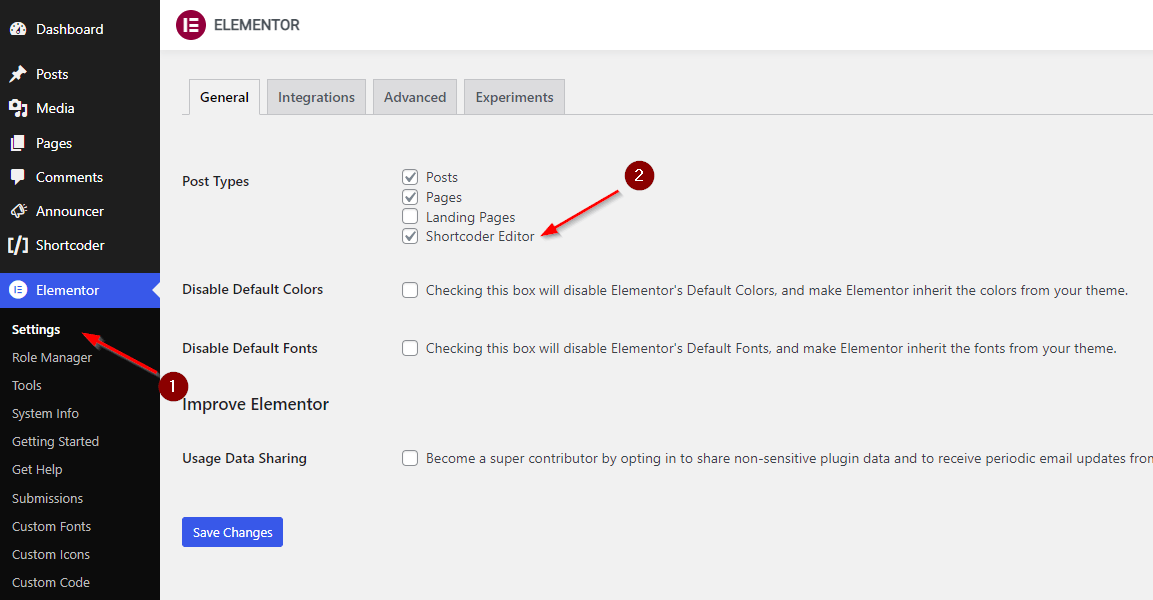 Dashboard
Posts
Media
Pages
Comments
Announcer
[/] Shortcoder
Elementor
Settings
Role Manager
Tools
System Info
Getting Started
Get Help
Submissions
Custom Fonts
Custom Icons
Custom Code
1
ELEMENTOR
General Integrations Advanced Experiments
Post Types
Posts
Pages
Landing Pages
Shortcoder Editor
2
Disable Default Colors Checking this box will disable Elementor's Default Colors, and make Elementor inherit the colors from your theme.
Disable Default Fonts Checking this box will disable Elementor's Default Fonts, and make Elementor inherit the fonts from your theme.
Improve Elementor
Usage Data Sharing Become a super contributor by opting in to share non-sensitive plugin data and to receive periodic email updates from
Save Changes